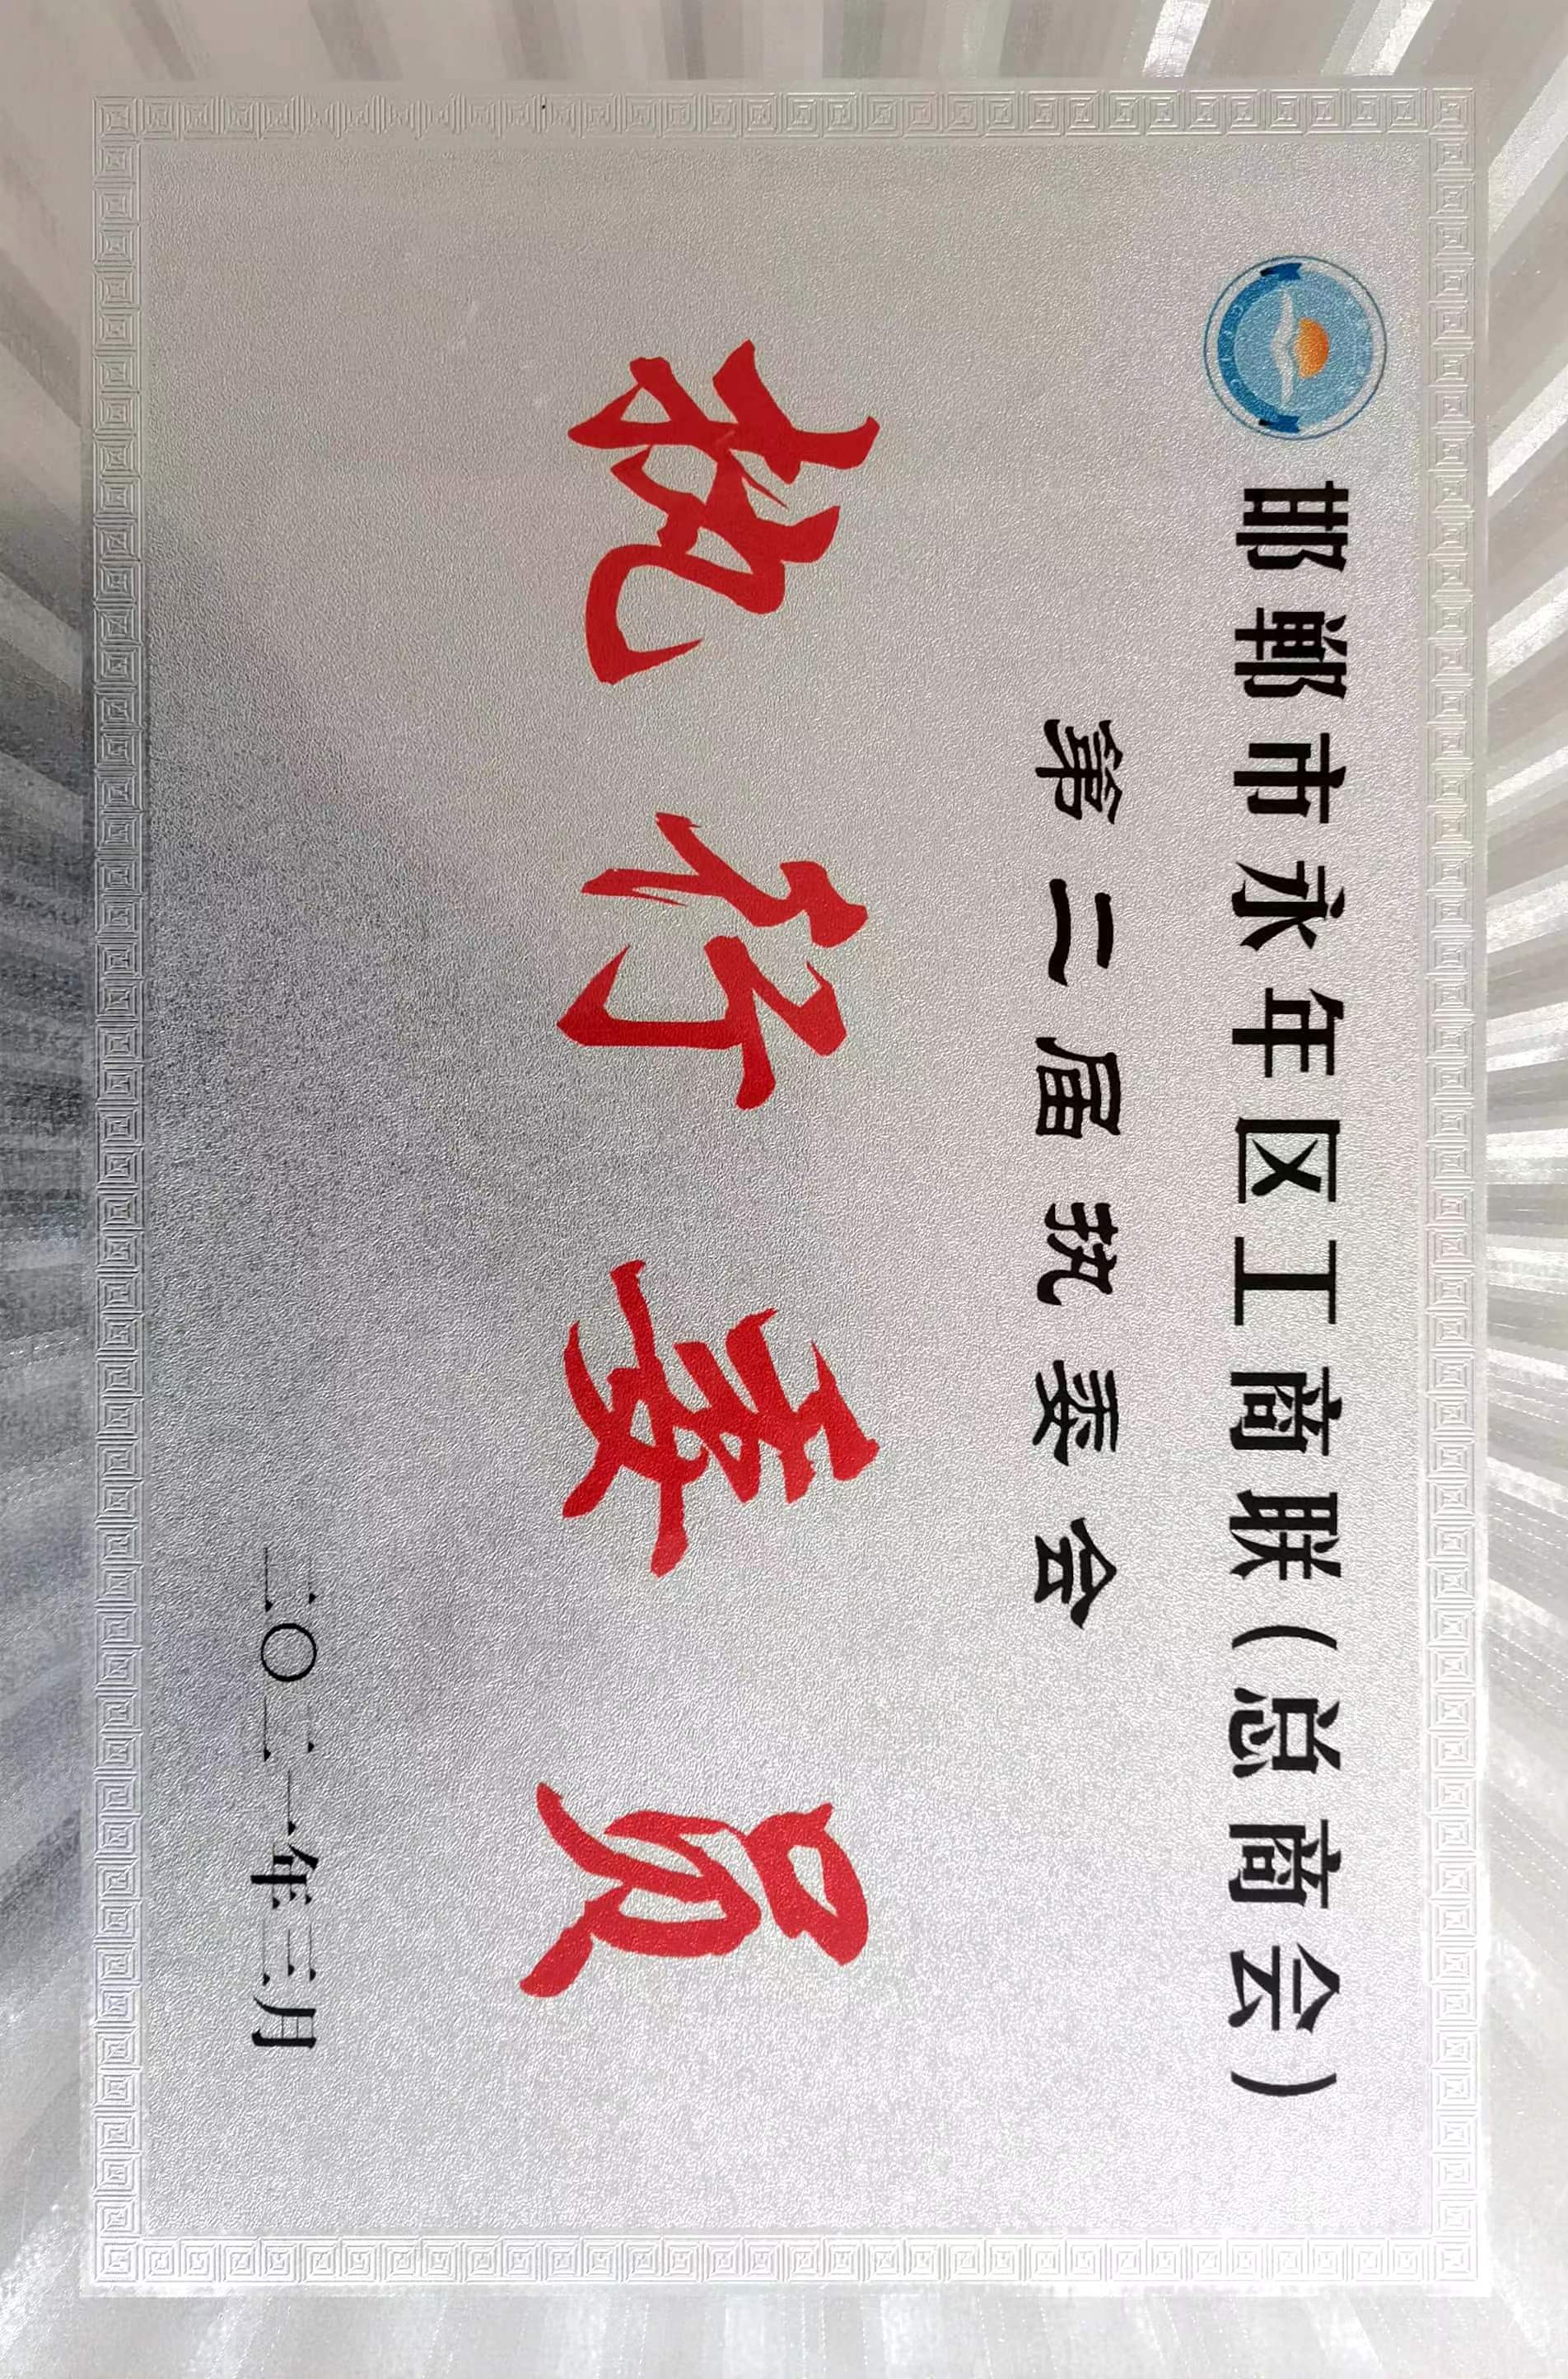 邯郸市永年区工商联(总商会)
第二届执委会
执行委员
二〇二一年三月